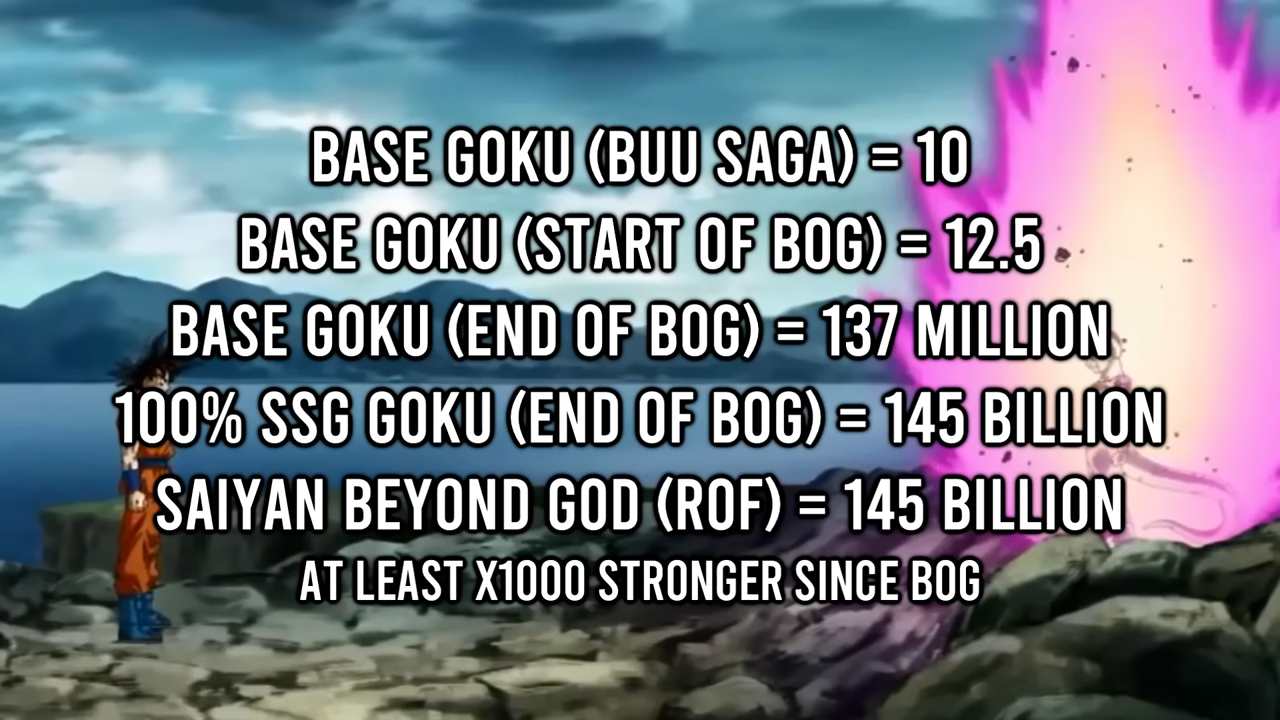 BASE GOKU (BUU SAGA) = 10
BASE GOKU (START OF BOG) = 12.5
BASE GOKU (END OF BOG) = 137 MILLION
100% SSG GOKU (END OF BOG) = 145 BILLION
SAIYAN BEYOND GOD (ROF) = 145 BILLION
AT LEAST X1000 STRONGER SINCE BOG